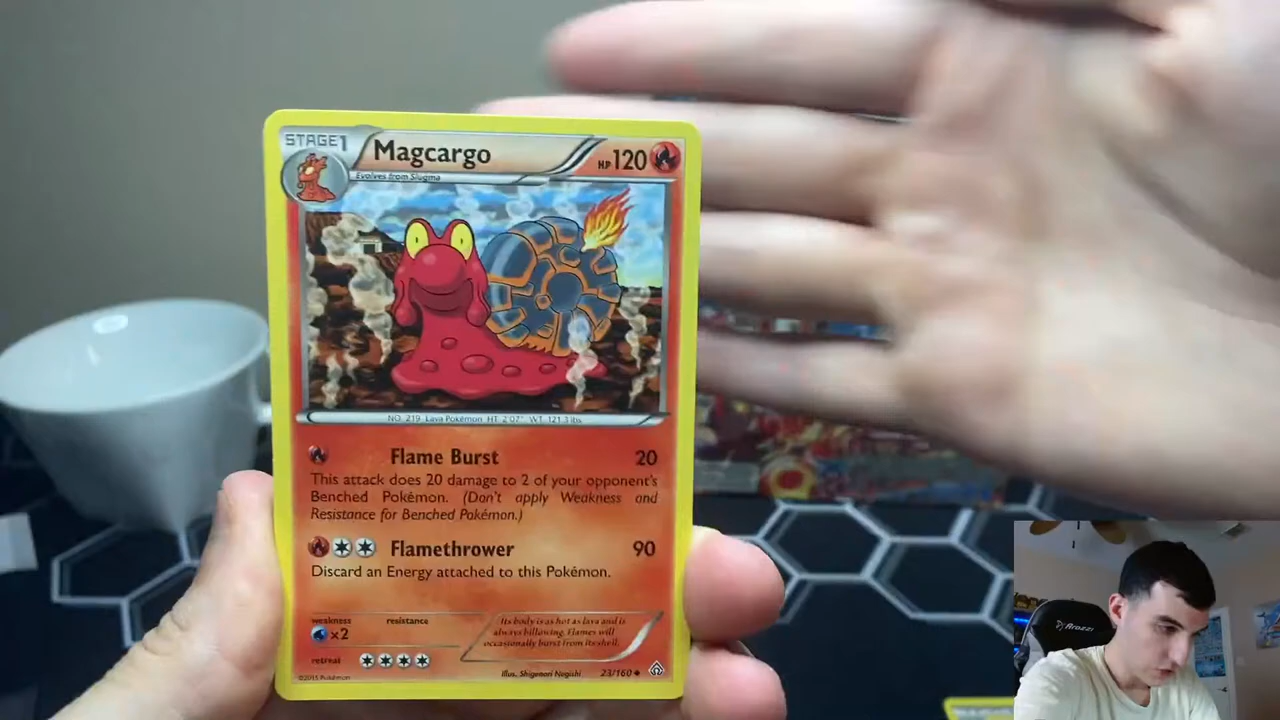 STAGE1
Magcargo
HP 120
Evolves from Slugma
NO. 219 Lava Pokémon HT: 2'07" WT: 121.3 lbs.
Flame Burst 20
This attack does 20 damage to 2 of your opponent's
Benched Pokémon. (Don't apply Weakness and
Resistance for Benched Pokémon.)
Flamethrower 90
Discard an Energy attached to this Pokémon.
weakness resistance
×2
retreat
Its body is as hot as lava and is
always billowing. Flames will
occasionally burst from its shell.
©2015 Pokémon
Illus. Shigenori Negishi
23/160
Arozzi